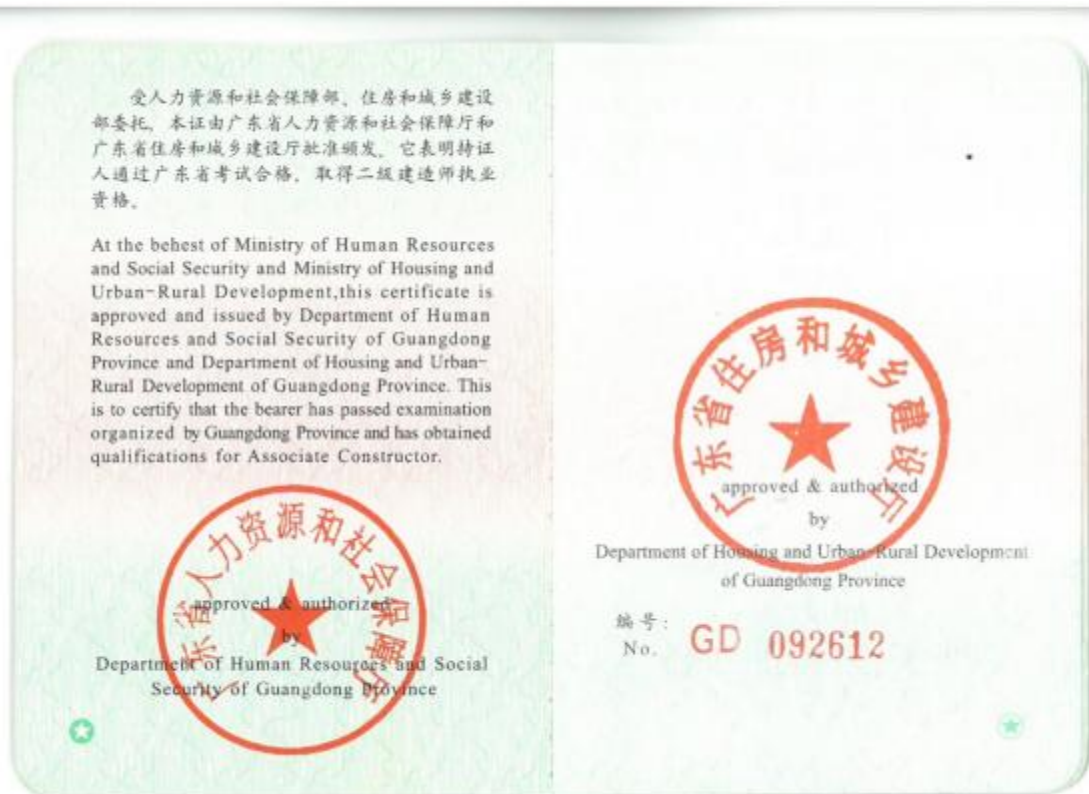 受人力资源和社会保障部、住房和城乡建设
部委托，本证由广东省人力资源和社会保障厅和
广东省住房和城乡建设厅批准颁发，它表明持证
人通过广东省考试合格，取得二级建造师执业
资格。
At the behest of Ministry of Human Resources
and Social Security and Ministry of Housing and
Urban-Rural Development,this certificate is
approved and issued by Department of Human
Resources and Social Security of Guangdong
Province and Department of Housing and Urban-
Rural Development of Guangdong Province. This
is to certify that the bearer has passed examination
organized by Guangdong Province and has obtained
qualifications for Associate Constructor.
广东省人力资源和社会保障厅
approved & authorized
by
Department of Human Resources and Social
Security of Guangdong Province
广东省住房和城乡建设厅
approved & authorized
by
Department of Housing and Urban-Rural Development
of Guangdong Province
编号:
No. GD 092612